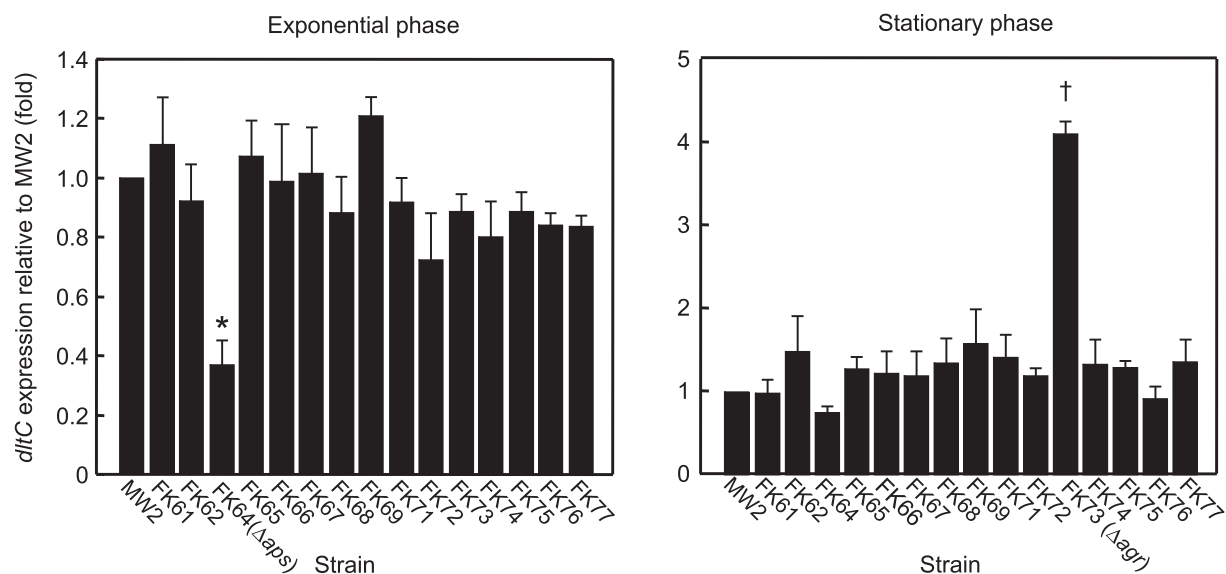 Exponential phase
dltC expression relative to MW2 (fold)
1.4
1.2
1.0
0.8
0.6
0.4
0.2
0
*
MW2 FK61 FK62 FK64(Δaps) FK65 FK66 FK67 FK68 FK69 FK71 FK72 FK73 FK74 FK75 FK76 FK77
Strain
Stationary phase
5
4
3
2
1
0
†
MW2 FK61 FK62 FK64 FK65 FK66 FK67 FK68 FK69 FK71 FK72 FK73 (Δagr) FK74 FK75 FK76 FK77
Strain